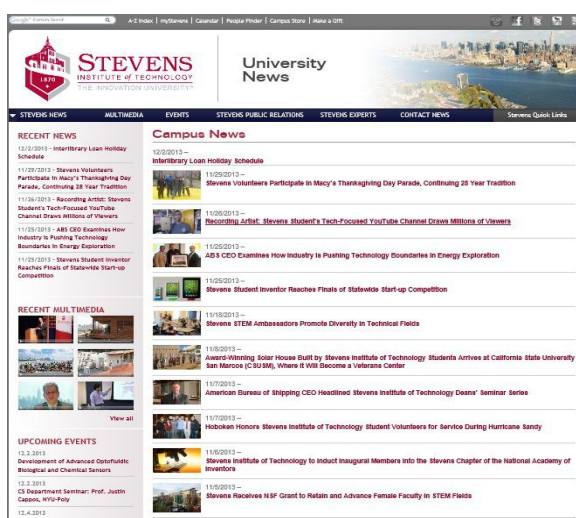 Google™ Custom Search
A-Z Index | myStevens | Calendar | People Finder | Campus Store | Make a Gift
STEVENS
INSTITUTE of TECHNOLOGY
THE INNOVATION UNIVERSITY®
1870
University
News
STEVENS NEWS MULTIMEDIA EVENTS STEVENS PUBLIC RELATIONS STEVENS EXPERTS CONTACT NEWS Stevens Quick Links
RECENT NEWS
12/2/2013 - Interlibrary Loan Holiday
Schedule
11/29/2013 - Stevens Volunteers
Participate in Macy's Thanksgiving Day
Parade, Continuing 28 Year Tradition
11/26/2013 - Recording Artist: Stevens
Student's Tech-Focused YouTube
Channel Draws Millions of Viewers
11/25/2013 - ABS CEO Examines How
Industry is Pushing Technology
Boundaries in Energy Exploration
11/25/2013 - Stevens Student Inventor
Reaches Finals of Statewide Start-up
Competition
RECENT MULTIMEDIA
View all
UPCOMING EVENTS
12.2.2013
Development of Advanced Optofluidic
Biological and Chemical Sensors
12.2.2013
CS Department Seminar: Prof. Justin
Cappos, NYU-Poly
12.4.2013
Campus News
12/2/2013 –
Interlibrary Loan Holiday Schedule
11/29/2013 –
Stevens Volunteers Participate in Macy's Thanksgiving Day Parade, Continuing 28 Year Tradition
11/26/2013 –
Recording Artist: Stevens Student's Tech-Focused YouTube Channel Draws Millions of Viewers
11/25/2013 –
ABS CEO Examines How Industry is Pushing Technology Boundaries in Energy Exploration
11/25/2013 –
Stevens Student Inventor Reaches Finals of Statewide Start-up Competition
11/18/2013 –
Stevens STEM Ambassadors Promote Diversity in Technical Fields
11/8/2013 –
Award-Winning Solar House Built by Stevens Institute of Technology Students Arrives at California State University
San Marcos (CSUSM), Where It Will Become a Veterans Center
11/7/2013 –
American Bureau of Shipping CEO Headlined Stevens Institute of Technology Deans' Seminar Series
11/7/2013 –
Hoboken Honors Stevens Institute of Technology Student Volunteers for Service During Hurricane Sandy
11/6/2013 –
Stevens Institute of Technology to Induct Inaugural Members into the Stevens Chapter of the National Academy of
Inventors
11/5/2013 –
Stevens Receives NSF Grant to Retain and Advance Female Faculty in STEM Fields